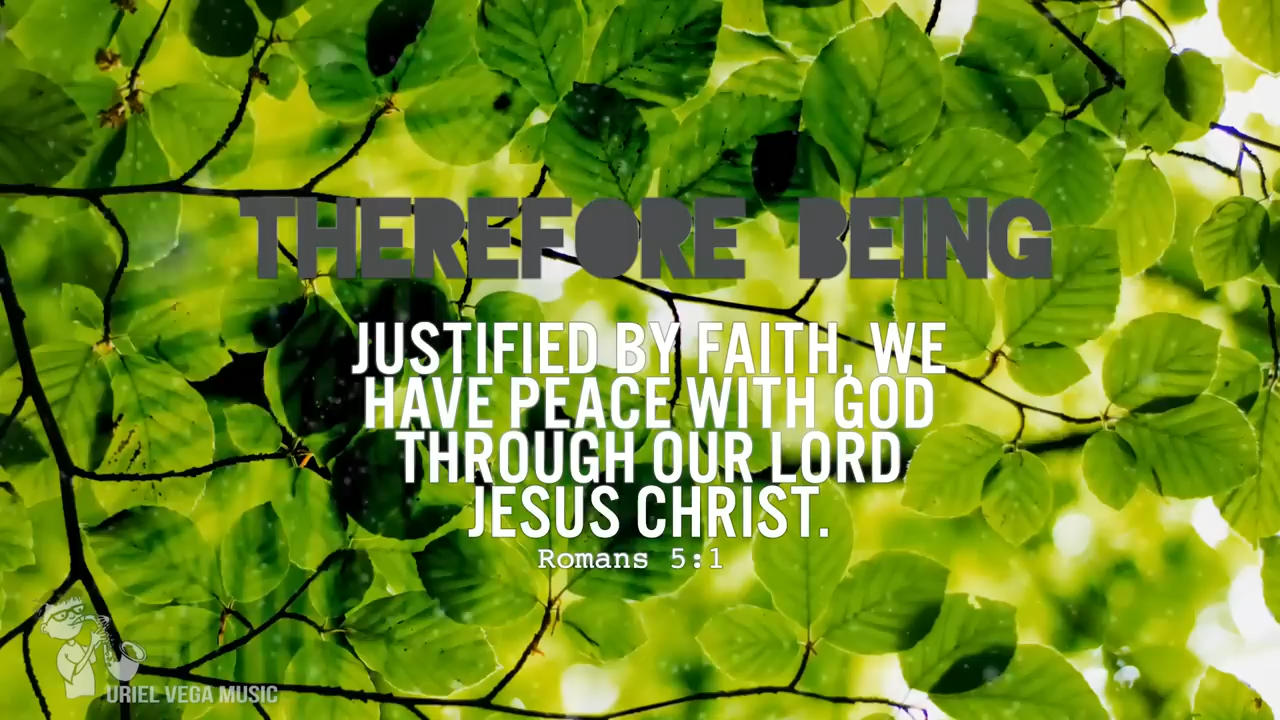 THEREFORE BEING
JUSTIFIED BY FAITH, WE
HAVE PEACE WITH GOD
THROUGH OUR LORD
JESUS CHRIST.
Romans 5:1
URIEL VEGA MUSIC